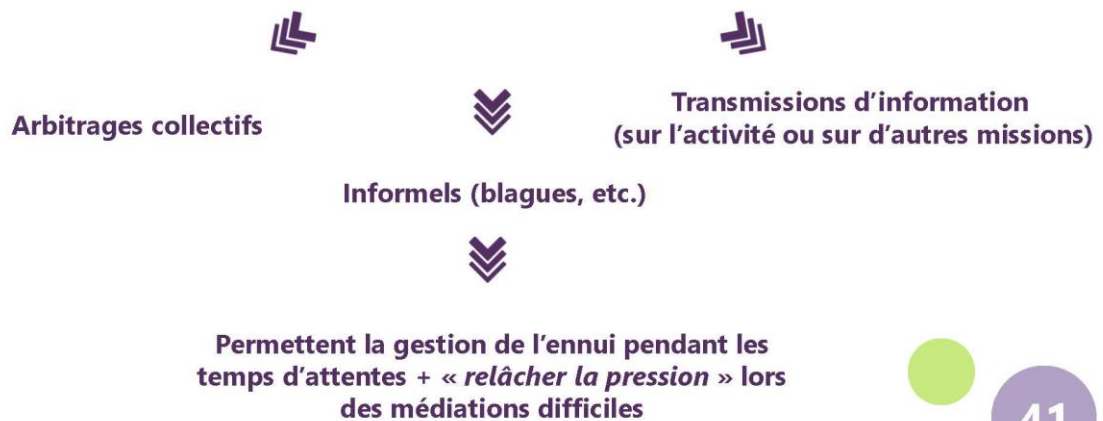 Arbitrages collectifs
Transmissions d'information
(sur l'activité ou sur d'autres missions)
Informels (blagues, etc.)
Permettent la gestion de l'ennui pendant les
temps d'attentes + « relâcher la pression » lors
des médiations difficiles
41